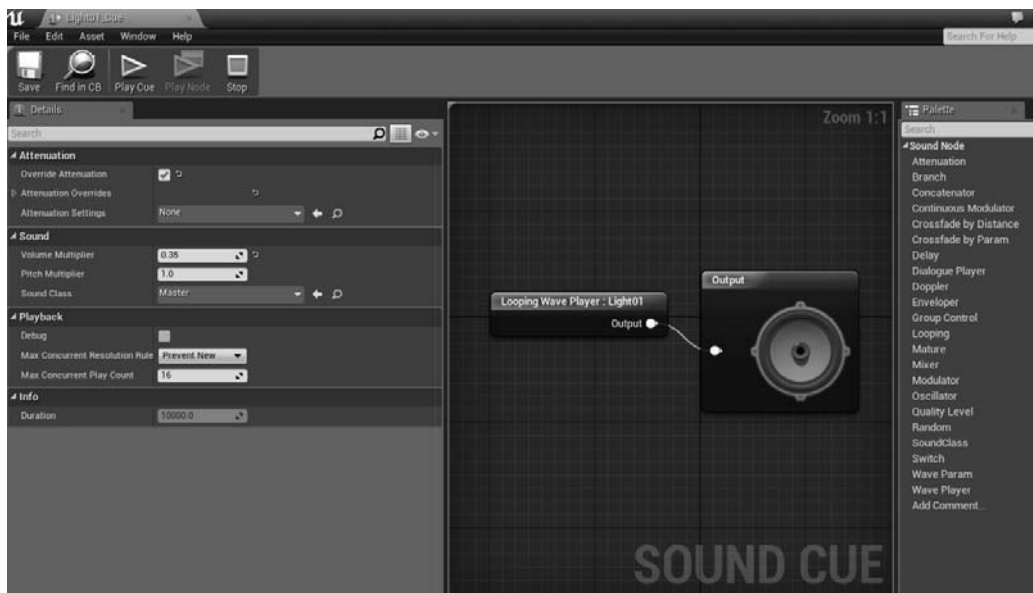 Light01_Cue
File Edit Asset Window Help
Search For Help
Save Find in CB Play Cue Play Node Stop
Details
Search
Attenuation
Override Attenuation
Attenuation Overrides
Attenuation Settings None
Sound
Volume Multiplier 0.35
Pitch Multiplier 1.0
Sound Class Master
Playback
Debug
Max Concurrent Resolution Rule Prevent New
Max Concurrent Play Count 16
Info
Duration 10000.0
Zoom 1:1
Looping Wave Player : Light01
Output
Output
SOUND CUE
Palette
Search
Sound Node
Attenuation
Branch
Concatenator
Continuous Modulator
Crossfade by Distance
Crossfade by Param
Delay
Dialogue Player
Doppler
Enveloper
Group Control
Looping
Mature
Mixer
Modulator
Oscillator
Quality Level
Random
SoundClass
Switch
Wave Param
Wave Player
Add Comment...